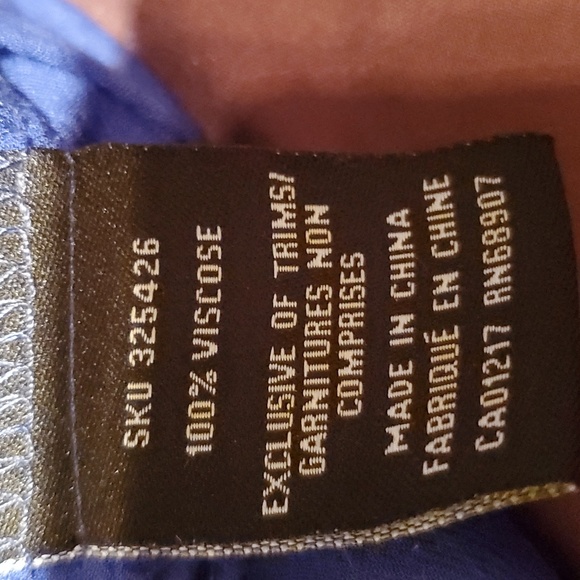 SKU 325426
100% VISCOSE
EXCLUSIVE OF TRIMS/
GARNITURES NON
COMPRISES
MADE IN CHINA
FABRIQUÉ EN CHINE
CA01217 RN68907